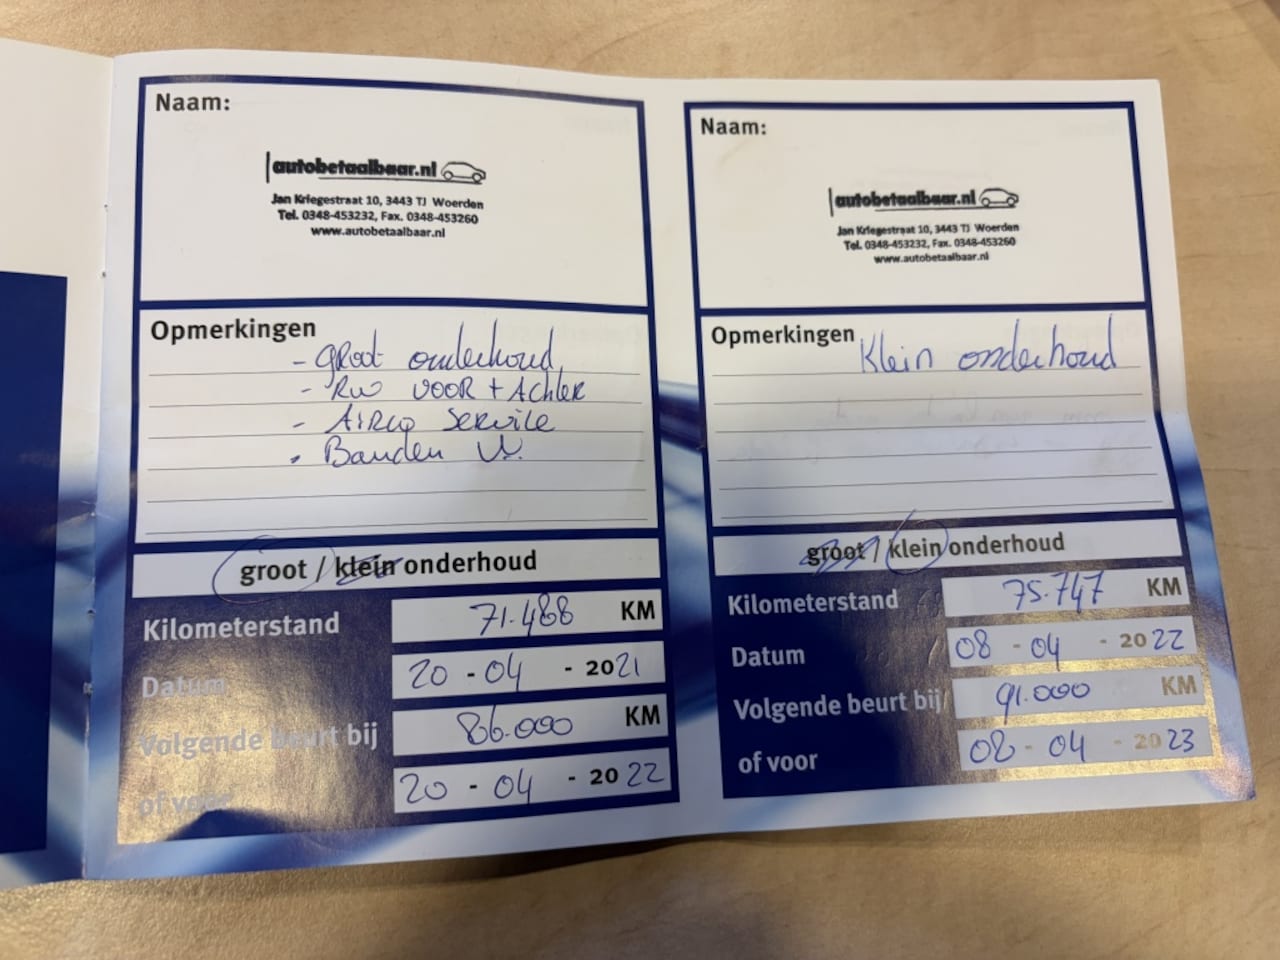 Naam:
autobetaalbaar.nl
Jan Kriegestraat 10, 3443 TJ Woerden
Tel. 0348-453232, Fax. 0348-453260
www.autobetaalbaar.nl
Opmerkingen
- GRoot onderhoud
- RW VOOR + AChteR
- AIRCO SERVICE
- Banden W.
groot / klein onderhoud
Kilometerstand 71.488 KM
Datum 20 - 04 - 2021
Volgende beurt bij 86.000 KM
of voor 20 - 04 - 2022
Naam:
autobetaalbaar.nl
Jan Kriegestraat 10, 3443 TJ Woerden
Tel. 0348-453232, Fax. 0348-453260
www.autobetaalbaar.nl
Opmerkingen
Klein onderhoud
groot / klein onderhoud
Kilometerstand 75.747 KM
Datum 08 - 04 - 2022
Volgende beurt bij 91.000 KM
of voor 08 - 04 - 2023